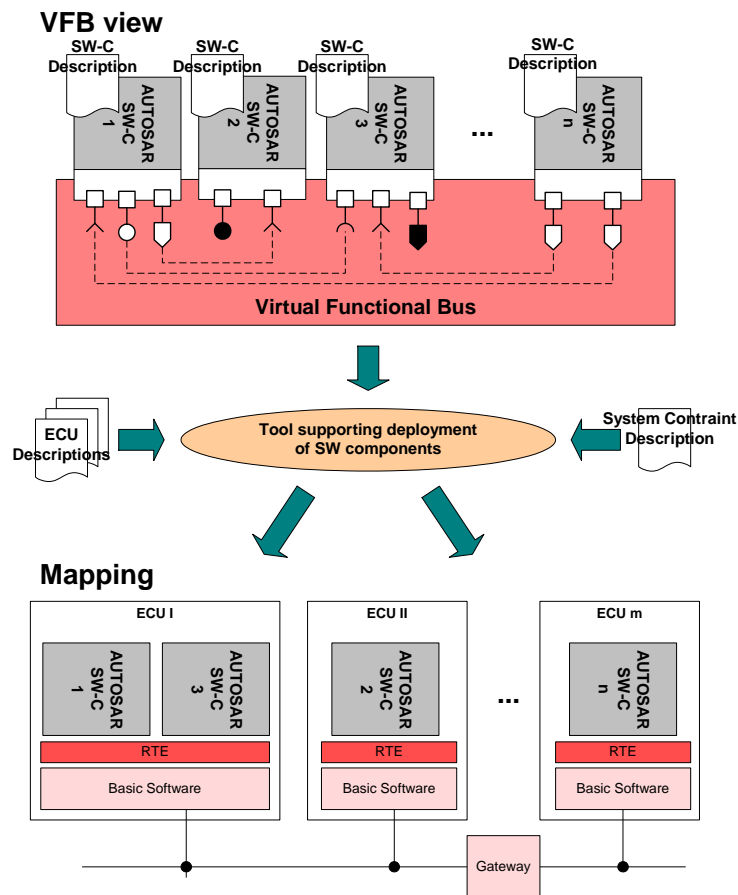 VFB view
SW-C
Description
SW-C
Description
SW-C
Description
SW-C
Description
AUTOSAR
SW-C
1
AUTOSAR
SW-C
2
AUTOSAR
SW-C
3
...
AUTOSAR
SW-C
n
Virtual Functional Bus
ECU
Descriptions
Tool supporting deployment
of SW components
System Contraint
Description
Mapping
ECU I
ECU II
ECU m
AUTOSAR
SW-C
1
AUTOSAR
SW-C
3
AUTOSAR
SW-C
2
...
AUTOSAR
SW-C
n
RTE
RTE
RTE
Basic Software
Basic Software
Basic Software
Gateway